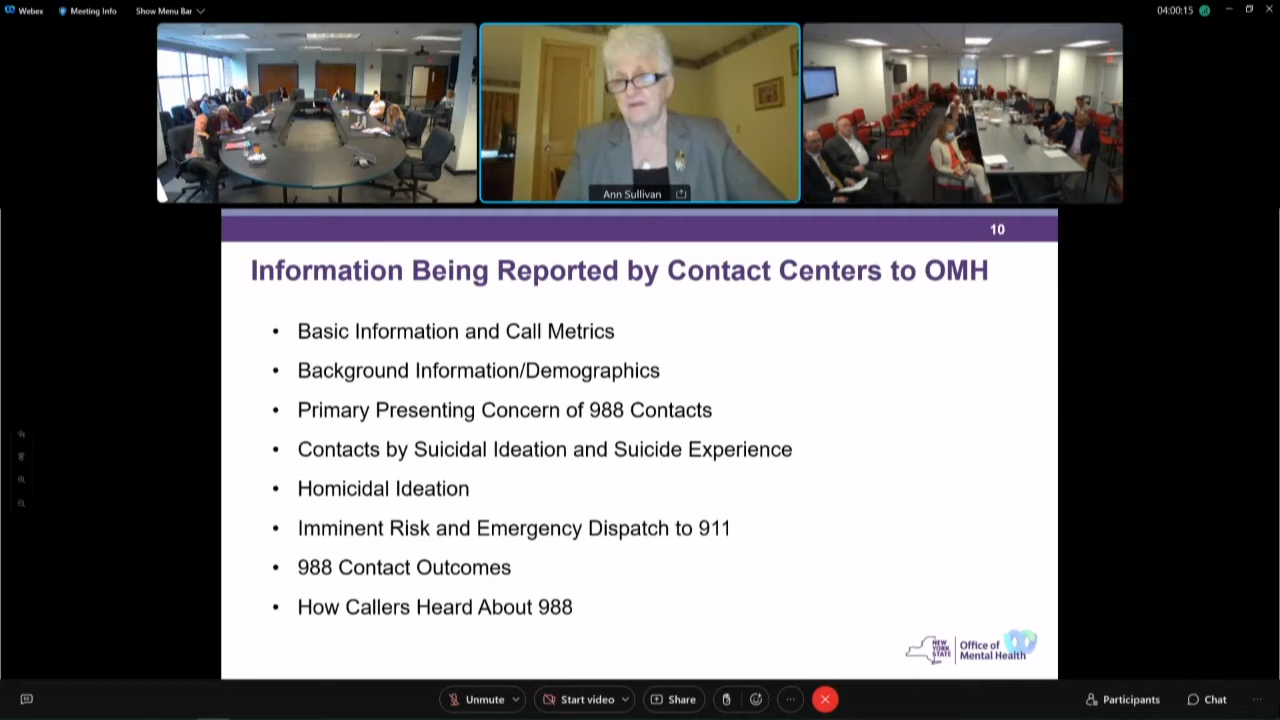 Webex
Meeting Info
Show Menu Bar
04:00:15
Ann Sullivan
10
Information Being Reported by Contact Centers to OMH
• Basic Information and Call Metrics
• Background Information/Demographics
• Primary Presenting Concern of 988 Contacts
• Contacts by Suicidal Ideation and Suicide Experience
• Homicidal Ideation
• Imminent Risk and Emergency Dispatch to 911
• 988 Contact Outcomes
• How Callers Heard About 988
NEW
YORK
STATE
Office of
Mental Health
Unmute
Start video
Share
Participants
Chat